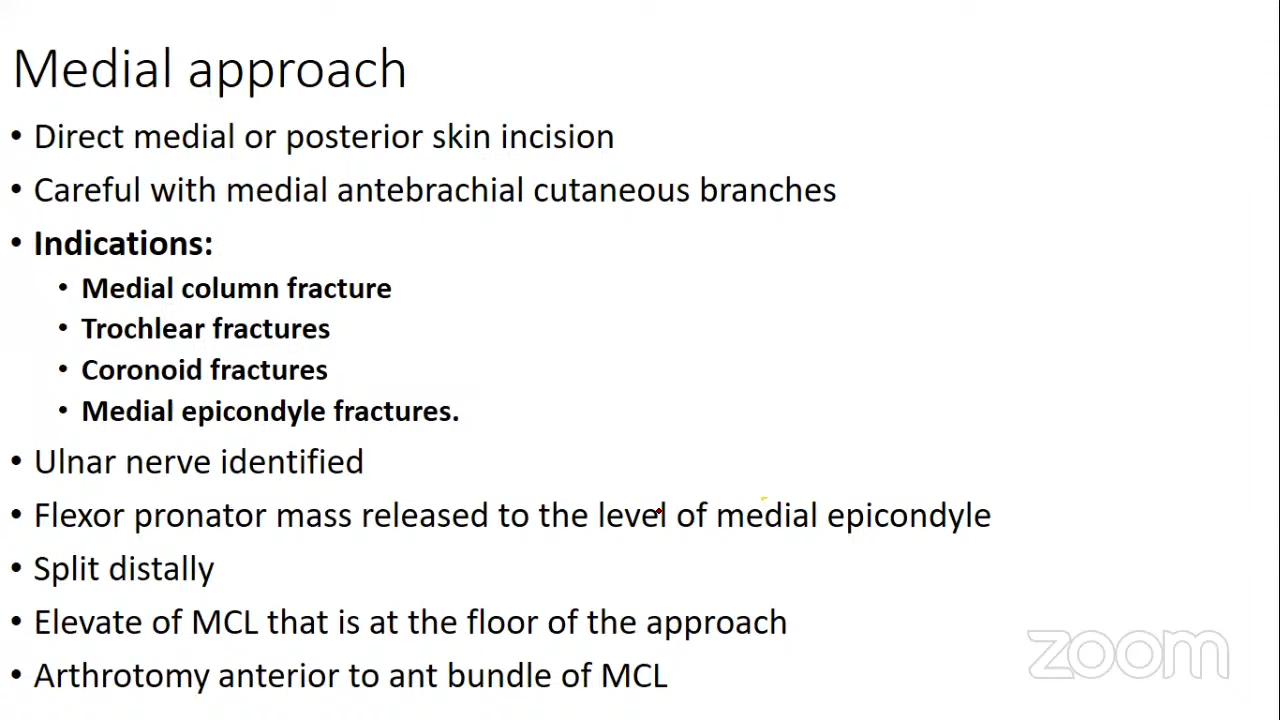 Medial approach
• Direct medial or posterior skin incision
• Careful with medial antebrachial cutaneous branches
• Indications:
• Medial column fracture
• Trochlear fractures
• Coronoid fractures
• Medial epicondyle fractures.
• Ulnar nerve identified
• Flexor pronator mass released to the level of medial epicondyle
• Split distally
• Elevate of MCL that is at the floor of the approach
• Arthrotomy anterior to ant bundle of MCL
zoom